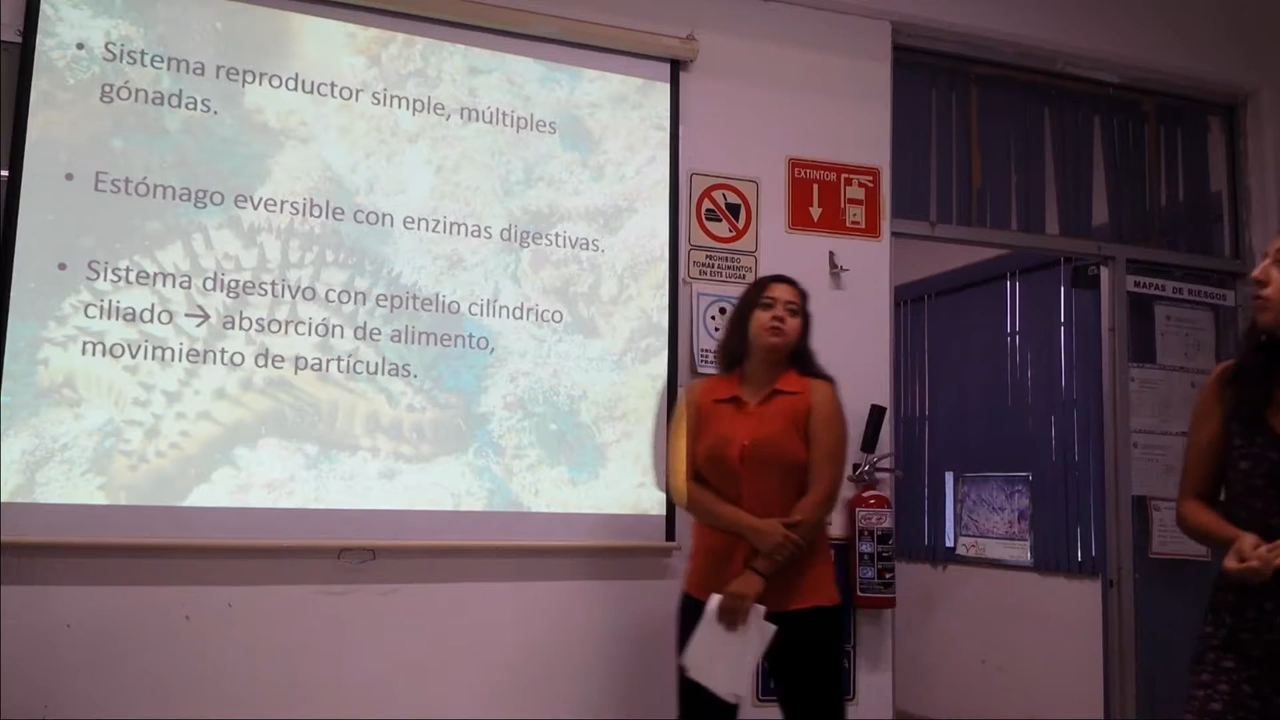 • Sistema reproductor simple, múltiples
gónadas.
• Estómago eversible con enzimas digestivas.
• Sistema digestivo con epitelio cilíndrico
ciliado → absorción de alimento,
movimiento de partículas.
EXTINTOR
PROHIBIDO
TOMAR ALIMENTOS
EN ESTE LUGAR
MAPAS DE RIESGOS